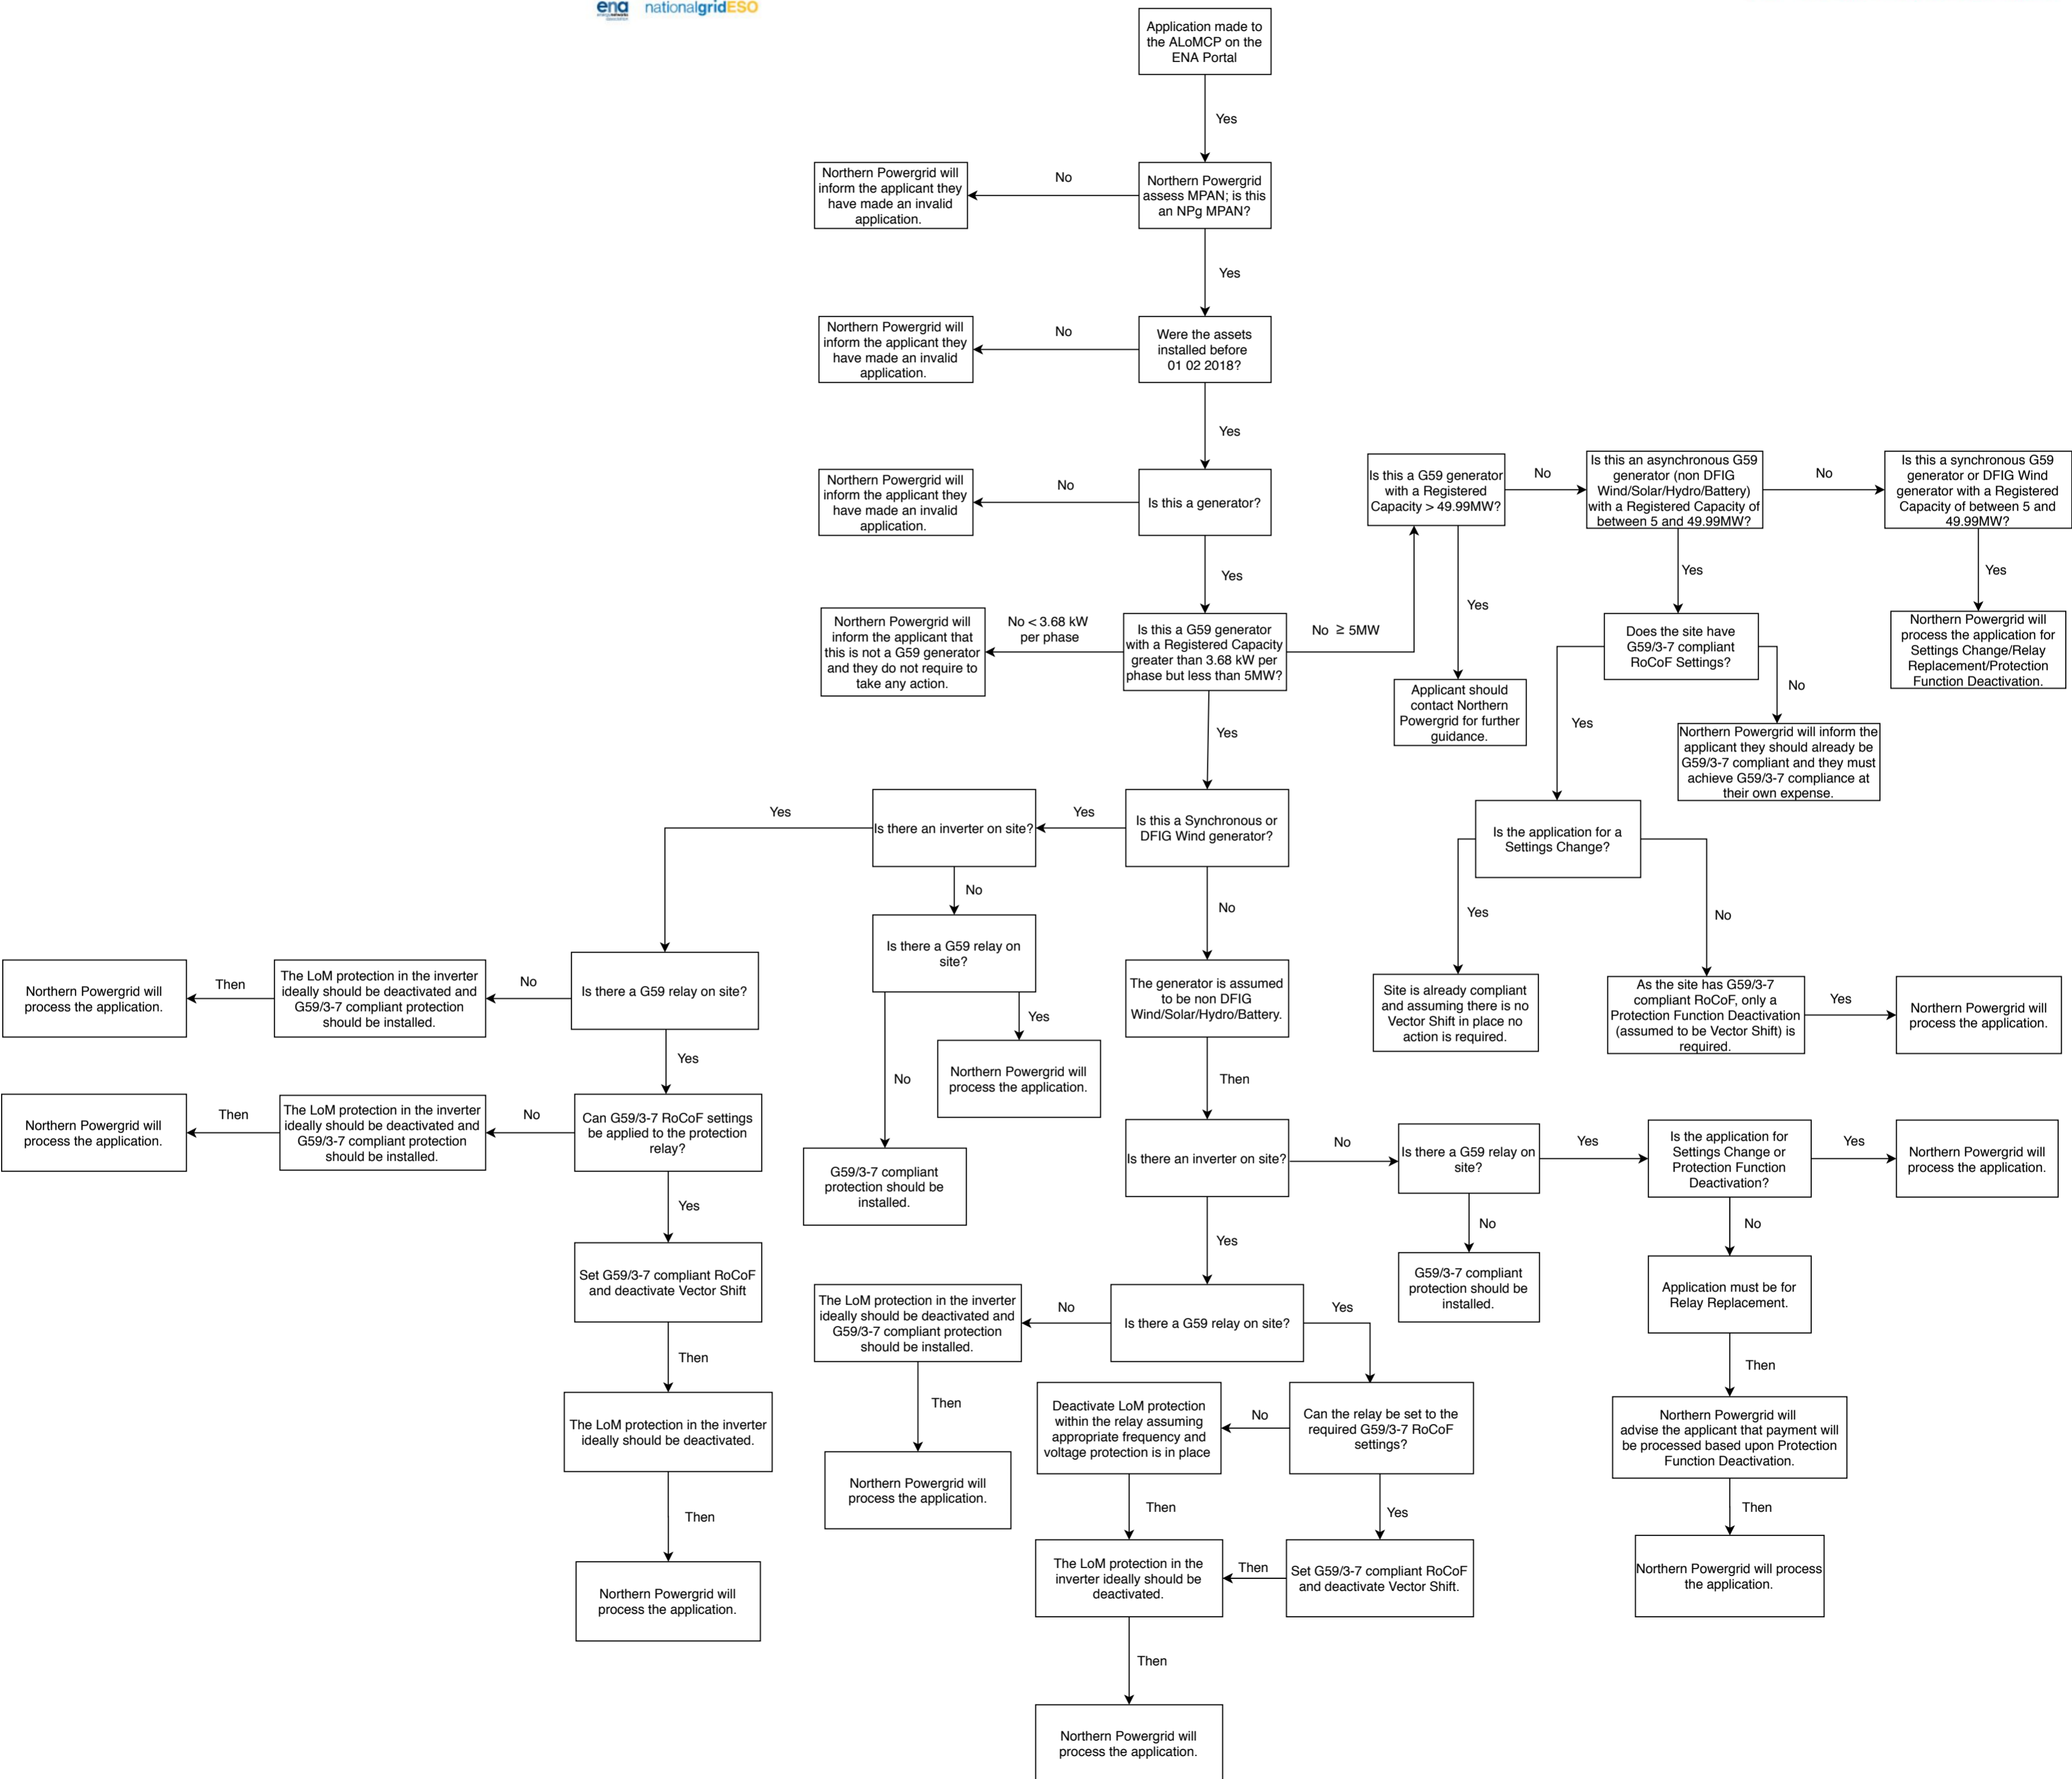 ena
energy networks
association
nationalgridESO
Application made to
the ALoMCP on the
ENA Portal
Yes
Northern Powergrid will
inform the applicant they
have made an invalid
application.
No
Northern Powergrid
assess MPAN; is this
an NPg MPAN?
Yes
Northern Powergrid will
inform the applicant they
have made an invalid
application.
No
Were the assets
installed before
01 02 2018?
Yes
Northern Powergrid will
inform the applicant they
have made an invalid
application.
No
Is this a generator?
Yes
Is this a G59 generator
with a Registered
Capacity > 49.99MW?
No
Is this an asynchronous G59
generator (non DFIG
Wind/Solar/Hydro/Battery)
with a Registered Capacity of
between 5 and 49.99MW?
No
Is this a synchronous G59
generator or DFIG Wind
generator with a Registered
Capacity of between 5 and
49.99MW?
Yes
Yes
Yes
Northern Powergrid will
inform the applicant that
this is not a G59 generator
and they do not require to
take any action.
No < 3.68 kW
per phase
Is this a G59 generator
with a Registered Capacity
greater than 3.68 kW per
phase but less than 5MW?
No ≥ 5MW
Does the site have
G59/3-7 compliant
RoCoF Settings?
Northern Powergrid will
process the application for
Settings Change/Relay
Replacement/Protection
Function Deactivation.
Applicant should
contact Northern
Powergrid for further
guidance.
Yes
No
Northern Powergrid will inform the
applicant they should already be
G59/3-7 compliant and they must
achieve G59/3-7 compliance at
their own expense.
Yes
Yes
Is there an inverter on site?
Yes
Is this a Synchronous or
DFIG Wind generator?
Is the application for a
Settings Change?
No
No
Yes
No
Is there a G59 relay on
site?
Northern Powergrid will
process the application.
Then
The LoM protection in the inverter
ideally should be deactivated and
G59/3-7 compliant protection
should be installed.
No
Is there a G59 relay on site?
The generator is assumed
to be non DFIG
Wind/Solar/Hydro/Battery.
Site is already compliant
and assuming there is no
Vector Shift in place no
action is required.
As the site has G59/3-7
compliant RoCoF, only a
Protection Function Deactivation
(assumed to be Vector Shift) is
required.
Yes
Northern Powergrid will
process the application.
Yes
No
Yes
Northern Powergrid will
process the application.
Then
Northern Powergrid will
process the application.
Then
The LoM protection in the inverter
ideally should be deactivated and
G59/3-7 compliant protection
should be installed.
No
Can G59/3-7 RoCoF settings
be applied to the protection
relay?
G59/3-7 compliant
protection should be
installed.
Is there an inverter on site?
No
Is there a G59 relay on
site?
Yes
Is the application for
Settings Change or
Protection Function
Deactivation?
Yes
Northern Powergrid will
process the application.
Yes
Yes
No
No
Set G59/3-7 compliant RoCoF
and deactivate Vector Shift
G59/3-7 compliant
protection should be
installed.
Application must be for
Relay Replacement.
The LoM protection in the inverter
ideally should be deactivated and
G59/3-7 compliant protection
should be installed.
No
Is there a G59 relay on site?
Yes
Then
Then
Then
The LoM protection in the inverter
ideally should be deactivated.
Northern Powergrid will
process the application.
Deactivate LoM protection
within the relay assuming
appropriate frequency and
voltage protection is in place
No
Can the relay be set to the
required G59/3-7 RoCoF
settings?
Northern Powergrid will
advise the applicant that payment will
be processed based upon Protection
Function Deactivation.
Then
Then
Yes
Then
Northern Powergrid will
process the application.
The LoM protection in the
inverter ideally should be
deactivated.
Then
Set G59/3-7 compliant RoCoF
and deactivate Vector Shift.
Northern Powergrid will process
the application.
Then
Northern Powergrid will
process the application.